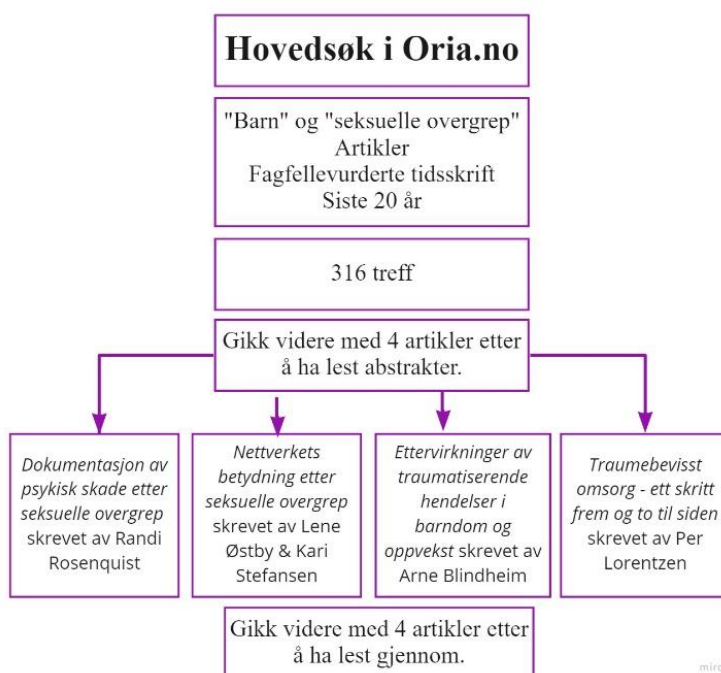 Hovedsøk i Oria.no
"Barn" og "seksuelle overgrep"
Artikler
Fagfellevurderte tidsskrift
Siste 20 år
316 treff
Gikk videre med 4 artikler etter
å ha lest abstrakter.
Dokumentasjon av
psykisk skade etter
seksuelle overgrep
skrevet av Randi
Rosenquist
Nettverkets
betydning etter
seksuelle overgrep
skrevet av Lene
Østby & Kari
Stefansen
Ettervirkninger av
traumatiserende
hendelser i
barndom og
oppvekst skrevet av
Arne Blindheim
Traumebevisst
omsorg - ett skritt
frem og to til siden
skrevet av Per
Lorentzen
Gikk videre med 4 artikler etter
å ha lest gjennom.
miro